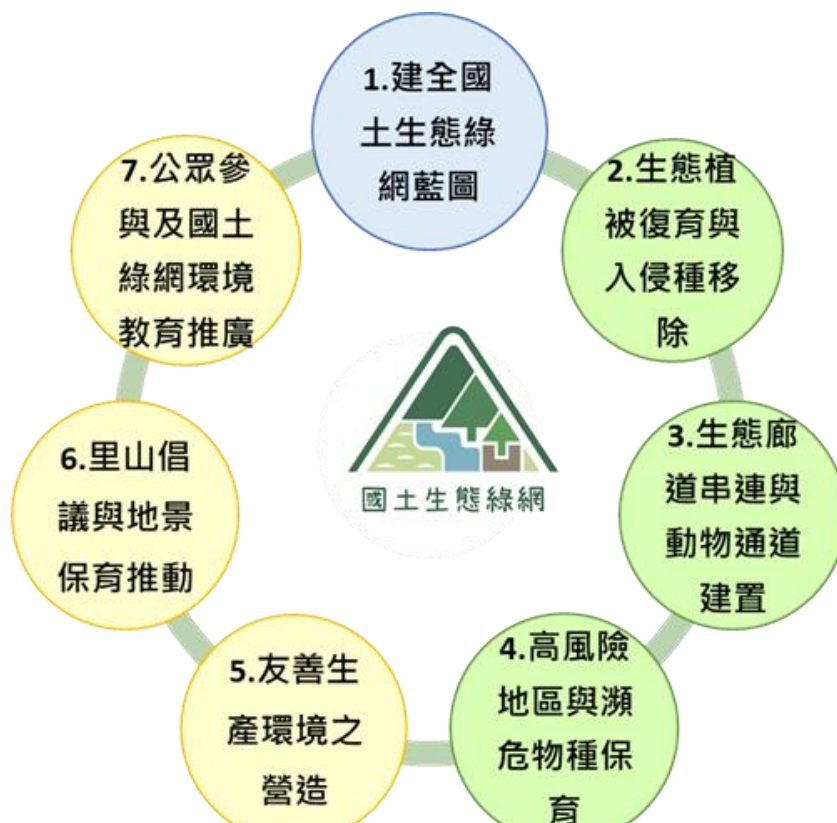 1.建全國
土生態綠
網藍圖
2.生態植
被復育與
入侵種移
除
3.生態廊
道串連與
動物通道
建置
4.高風險
地區與瀕
危物種保
育
5.友善生
產環境之
營造
6.里山倡
議與地景
保育推動
7.公眾參
與及國土
綠網環境
教育推廣
國土生態綠網